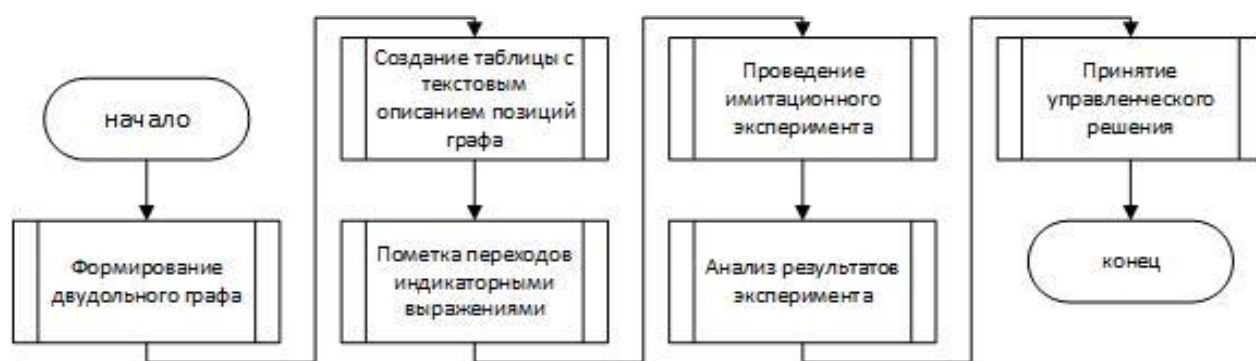 начало
Формирование
двудольного графа
Создание таблицы с
текстовым
описанием позиций
графа
Пометка переходов
индикаторными
выражениями
Проведение
имитационного
эксперимента
Анализ результатов
эксперимента
Принятие
управленческого
решения
конец